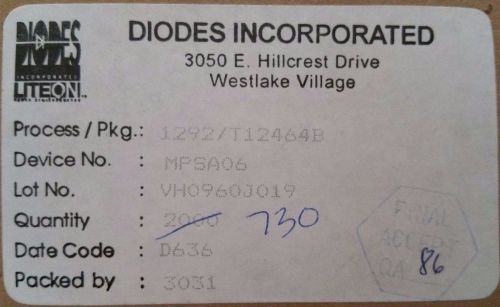 DIODES
INCORPORATED
LITEON
DIODES INCORPORATED
3050 E. Hillcrest Drive
Westlake Village
Process / Pkg.: 1292/T12464B
Device No. : MPSA06
Lot No. : VH0960J019
Quantity : 2000 730
Date Code : D636
Packed by : 3031
FINAL
ACCEPT
QA 86